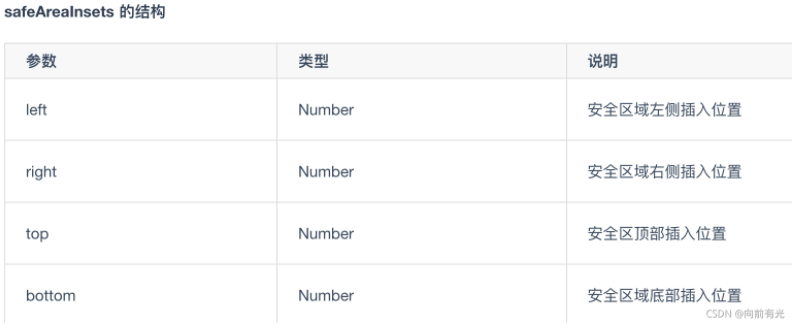 safeAreaInsets 的结构
参数 类型 说明
left Number 安全区域左侧插入位置
right Number 安全区域右侧插入位置
top Number 安全区顶部插入位置
bottom Number 安全区域底部插入位置
CSDN @向前有光